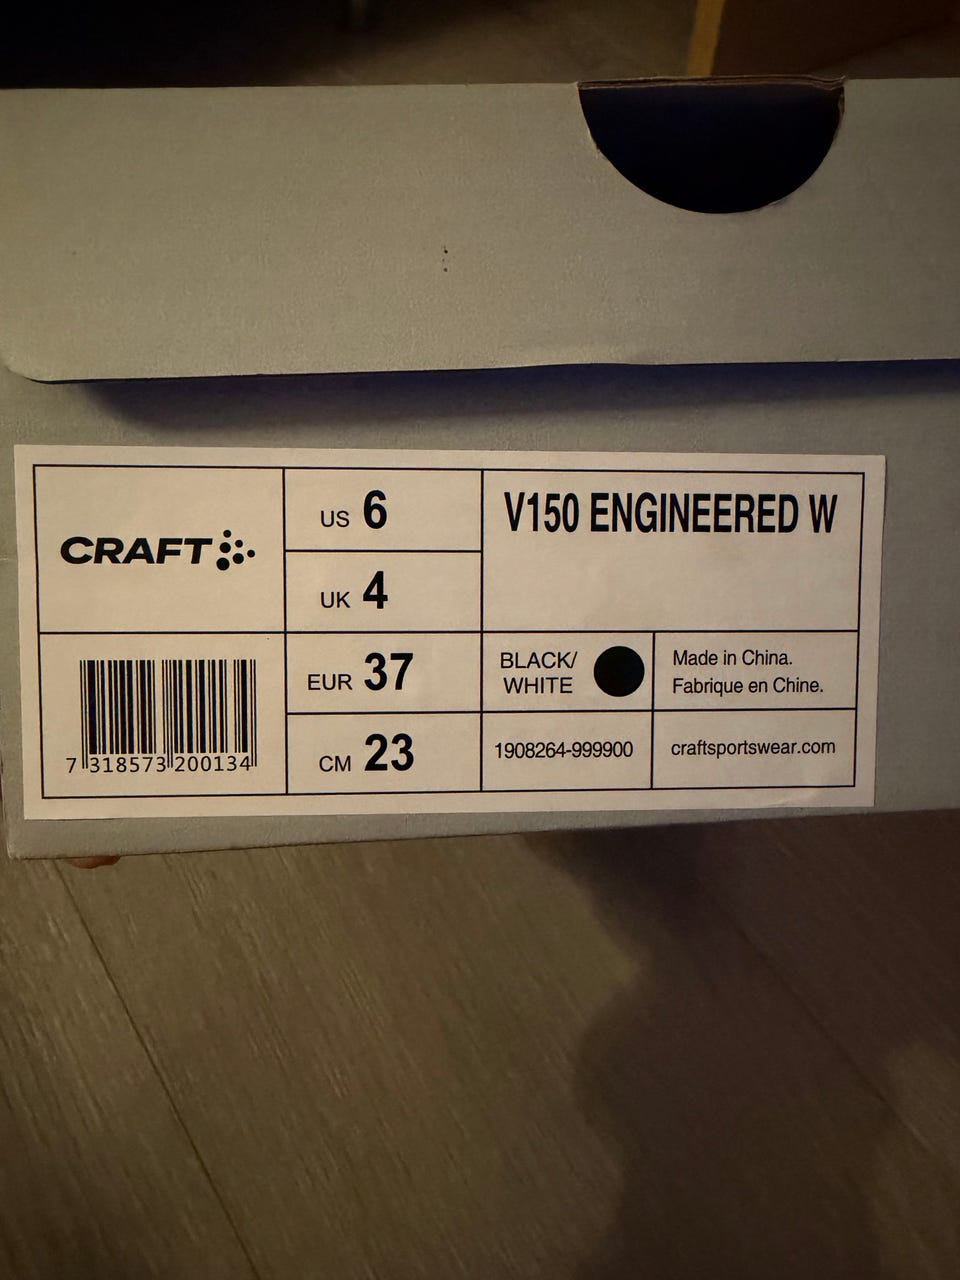 CRAFT
US 6
UK 4
EUR 37
CM 23
V150 ENGINEERED W
BLACK/
WHITE
Made in China.
Fabrique en Chine.
1908264-999900
craftsportswear.com
7 318573 200134